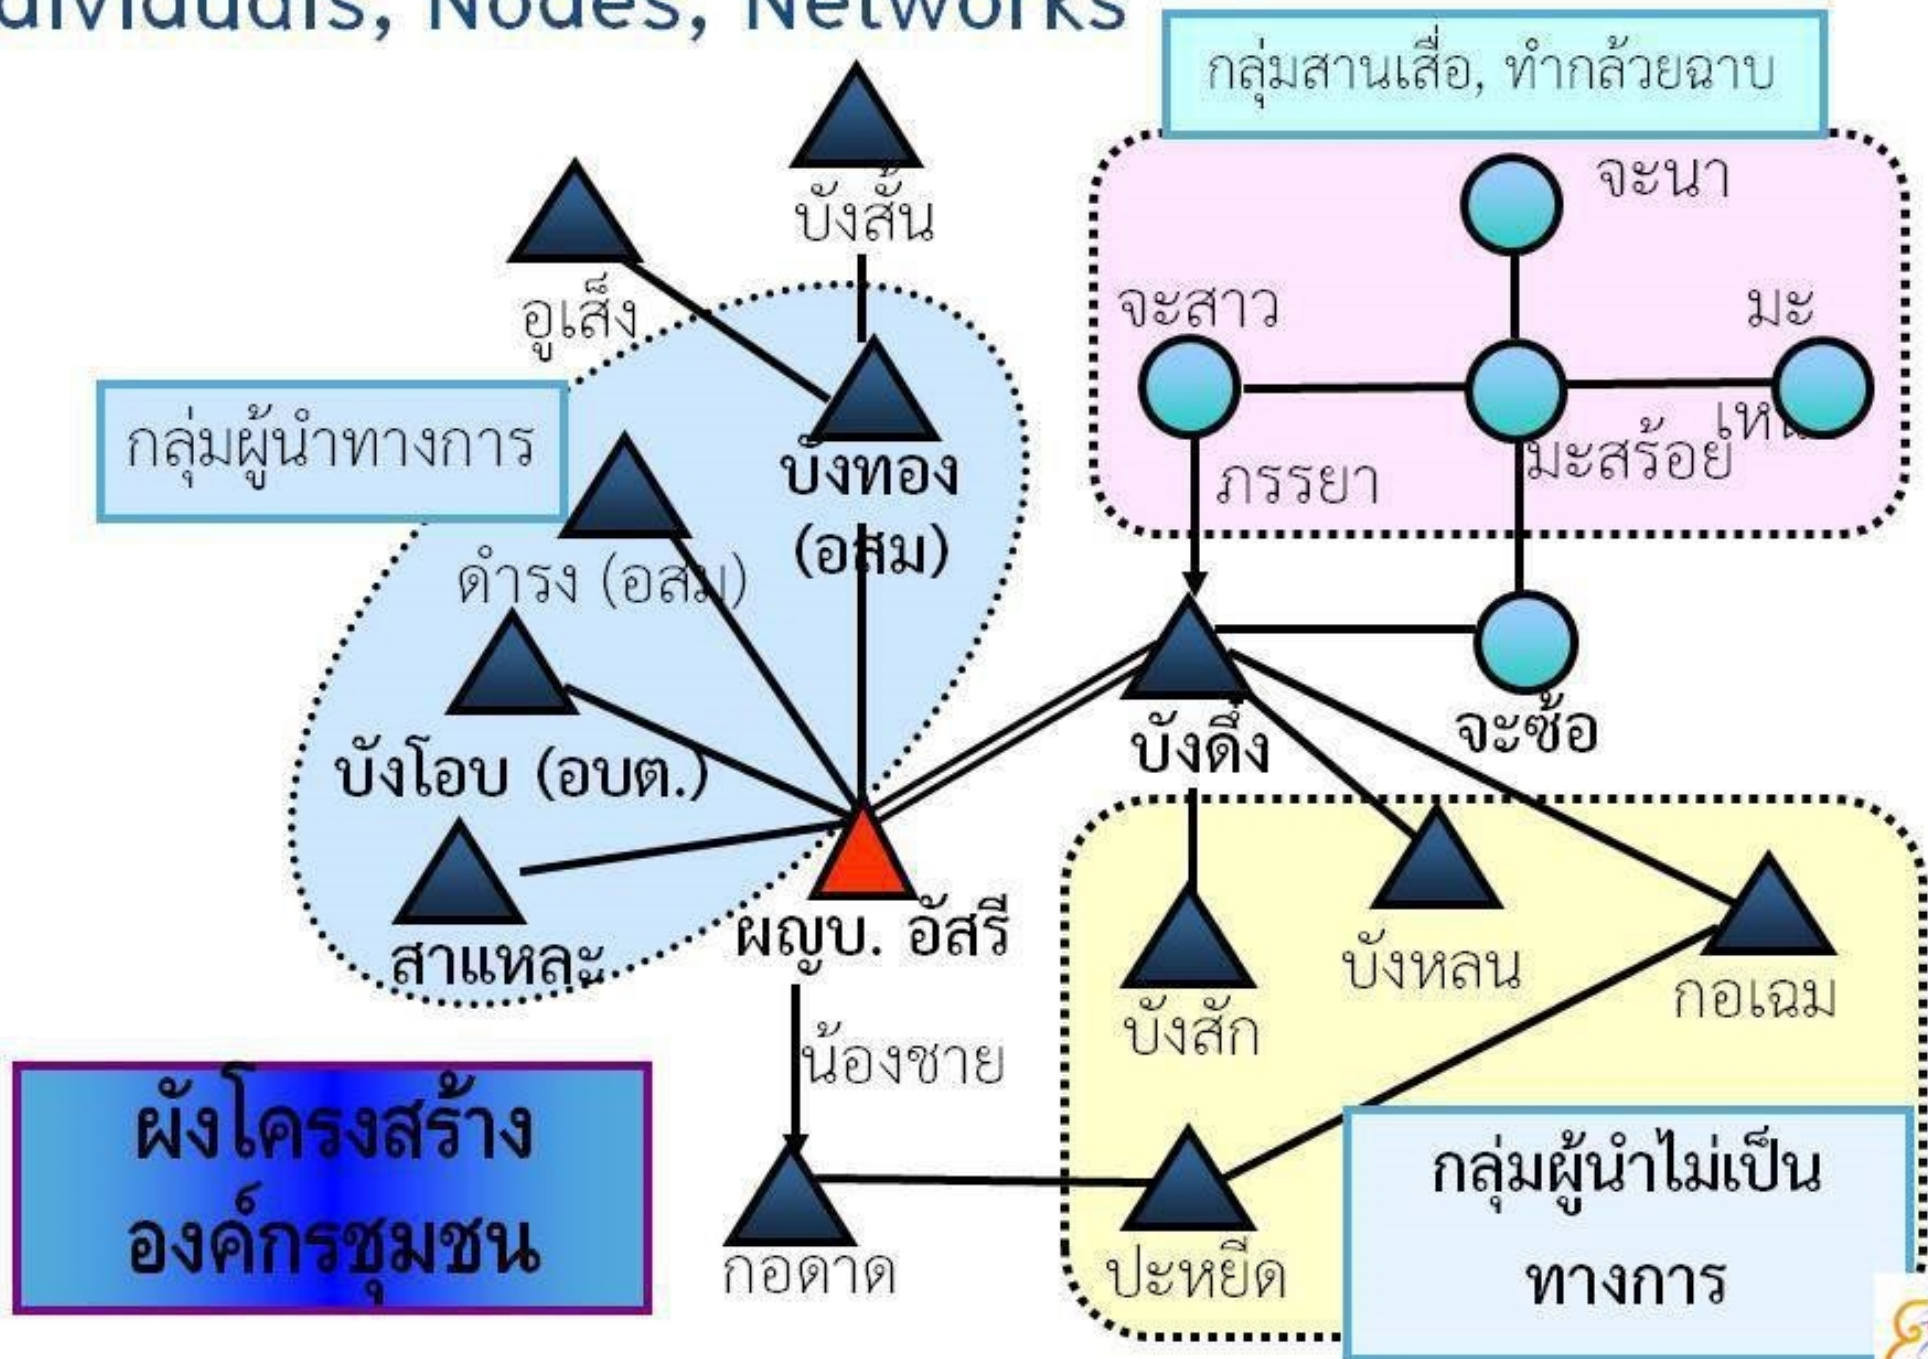 dividuals, Nodes, Networks
กลุ่มสานเสื่อ, ทำกล้วยฉาบ
จะนา
บังสั้น
อูเส็ง
จะสาว
มะ
กลุ่มผู้นำทางการ
มะสร้อย
บังทอง
(อสม)
ภรรยา
ดำรง (อสม)
จะซ้อ
บังดึง
บังโอบ (อบต.)
ผญบ. อัสรี
สาแหละ
บังหลน
กอเฉม
บังสัก
น้องชาย
ผังโครงสร้าง
องค์กรชุมชน
กลุ่มผู้นำไม่เป็น
ทางการ
กอดาด
ปะหยีด